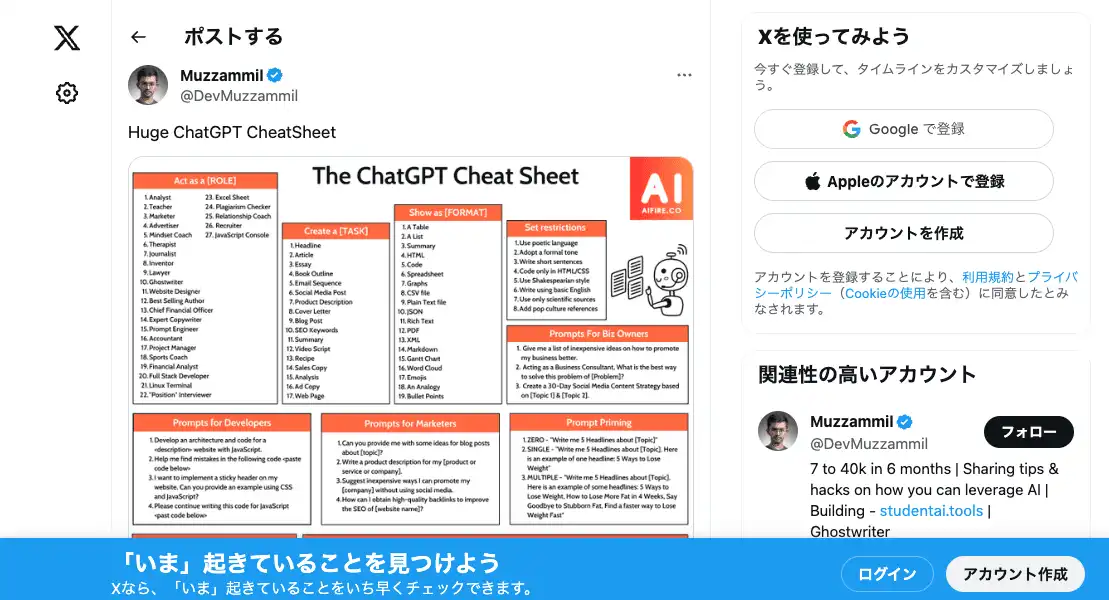 ポストする
Muzzammil
@DevMuzzammil
Huge ChatGPT CheatSheet
The ChatGPT Cheat Sheet
AI
AIFIRE.CO
Act as a [ROLE]
1. Analyst
2. Teacher
3. Marketer
4. Advertiser
5. Mindset Coach
6. Therapist
7. Journalist
8. Inventor
9. Lawyer
10. Ghostwriter
11. Website Designer
12. Best Selling Author
13. Chief Financial Officer
14. Expert Copywriter
15. Prompt Engineer
16. Accountant
17. Project Manager
18. Sports Coach
19. Financial Analyst
20. Full Stack Developer
21. Linux Terminal
22. "Position" Interviewer
23. Excel Sheet
24. Plagiarism Checker
25. Relationship Coach
26. Recruiter
27. JavaScript Console
Create a [TASK]
1. Headline
2. Article
3. Essay
4. Book Outline
5. Email Sequence
6. Social Media Post
7. Product Description
8. Cover Letter
9. Blog Post
10. SEO Keywords
11. Summary
12. Video Script
13. Recipe
14. Sales Copy
15. Analysis
16. Ad Copy
17. Web Page
Show as [FORMAT]
1. A Table
2. A List
3. Summary
4. HTML
5. Code
6. Spreadsheet
7. Graphs
8. CSV file
9. Plain Text file
10. JSON
11. Rich Text
12. PDF
13. XML
14. Markdown
15. Gantt Chart
16. Word Cloud
17. Emojis
18. An Analogy
19. Bullet Points
Set restrictions
1. Use poetic language
2. Adopt a formal tone
3. Write short sentences
4. Code only in HTML/CSS
5. Use Shakespearian style
6. Write using basic English
7. Use only scientific sources
8. Add pop culture references
Prompts For Biz Owners
1. Give me a list of inexpensive ideas on how to promote
my business better.
2. Acting as a Business Consultant, What is the best way
to solve this problem of [Problem]?
3. Create a 30-Day Social Media Content Strategy based
on [Topic 1] & [Topic 2].
Prompts for Developers
1. Develop an architecture and code for a
<description> website with JavaScript.
2. Help me find mistakes in the following code <paste
code below>
3. I want to implement a sticky header on my
website. Can you provide an example using CSS
and JavaScript?
4. Please continue writing this code for JavaScript
<past code below>
Prompts for Marketers
1. Can you provide me with some ideas for blog posts
about [topic]?
2. Write a product description for my [product or
service or company].
3. Suggest inexpensive ways I can promote my
[company] without using social media.
4. How can I obtain high-quality backlinks to improve
the SEO of [website name]?
Prompt Priming
1. ZERO - "Write me 5 Headlines about [Topic]"
2. SINGLE - "Write me 5 Headlines about [Topic]. Here
is an example of one headline: 5 Ways to Lose
Weight"
3. MULTIPLE - "Write me 5 Headlines about [Topic].
Here is an example of some headlines: 5 Ways to
Lose Weight, How to Lose More Fat in 4 Weeks, Say
Goodbye to Stubborn Fat, Find a faster way to Lose
Weight Fast"
Xを使ってみよう
今すぐ登録して、タイムラインをカスタマイズしましょ
う。
Google で登録
Appleのアカウントで登録
アカウントを作成
アカウントを登録することにより、利用規約とプライバ
シーポリシー（Cookieの使用を含む）に同意したとみ
なされます。
関連性の高いアカウント
Muzzammil
@DevMuzzammil
フォロー
7 to 40k in 6 months | Sharing tips &
hacks on how you can leverage AI |
Building - studentai.tools |
Ghostwriter
「いま」起きていることを見つけよう
Xなら、「いま」起きていることをいち早くチェックできます。
ログイン
アカウント作成